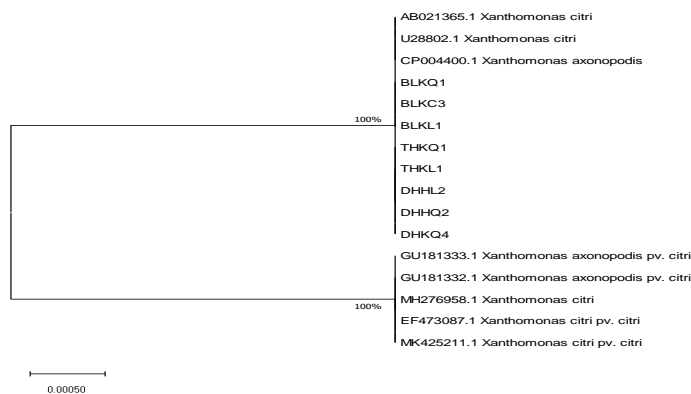 AB021365.1 Xanthomonas citri
U28802.1 Xanthomonas citri
CP004400.1 Xanthomonas axonopodis
BLKQ1
BLKC3
100%
BLKL1
THKQ1
THKL1
DHHL2
DHHQ2
DHKQ4
GU181333.1 Xanthomonas axonopodis pv. citri
GU181332.1 Xanthomonas axonopodis pv. citri
MH276958.1 Xanthomonas citri
100%
EF473087.1 Xanthomonas citri pv. citri
MK425211.1 Xanthomonas citri pv. citri
0.00050